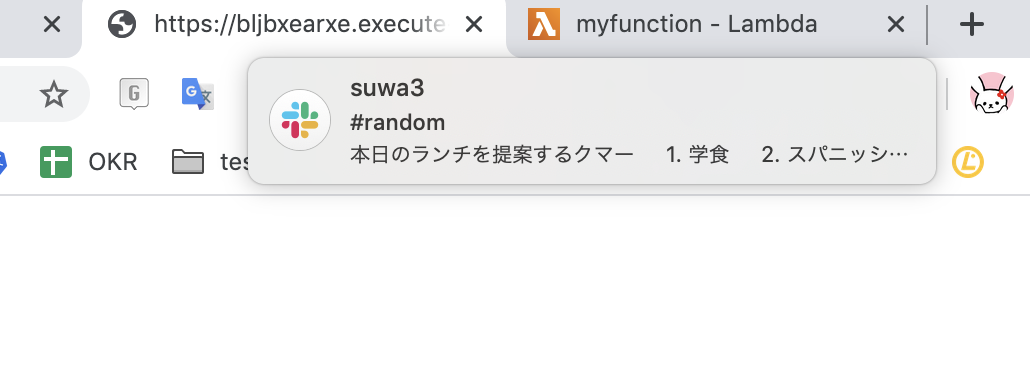 https://bljbxearxe.execute
myfunction - Lambda
G
G 文
suwa3
#random
本日のランチを提案するクマー 1. 学食 2. スパニッシ…
OKR
tes
L